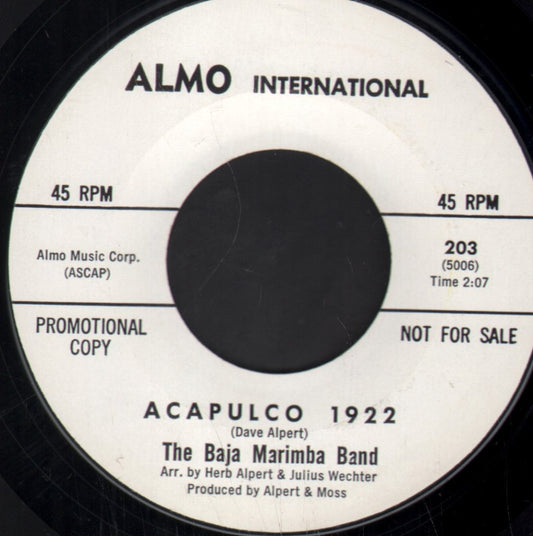 ALMO INTERNATIONAL
45 RPM
45 RPM
Almo Music Corp.
(ASCAP)
203
(5006)
Time 2:07
PROMOTIONAL
COPY
NOT FOR SALE
ACAPULCO 1922
(Dave Alpert)
The Baja Marimba Band
Arr. by Herb Alpert & Julius Wechter
Produced by Alpert & Moss